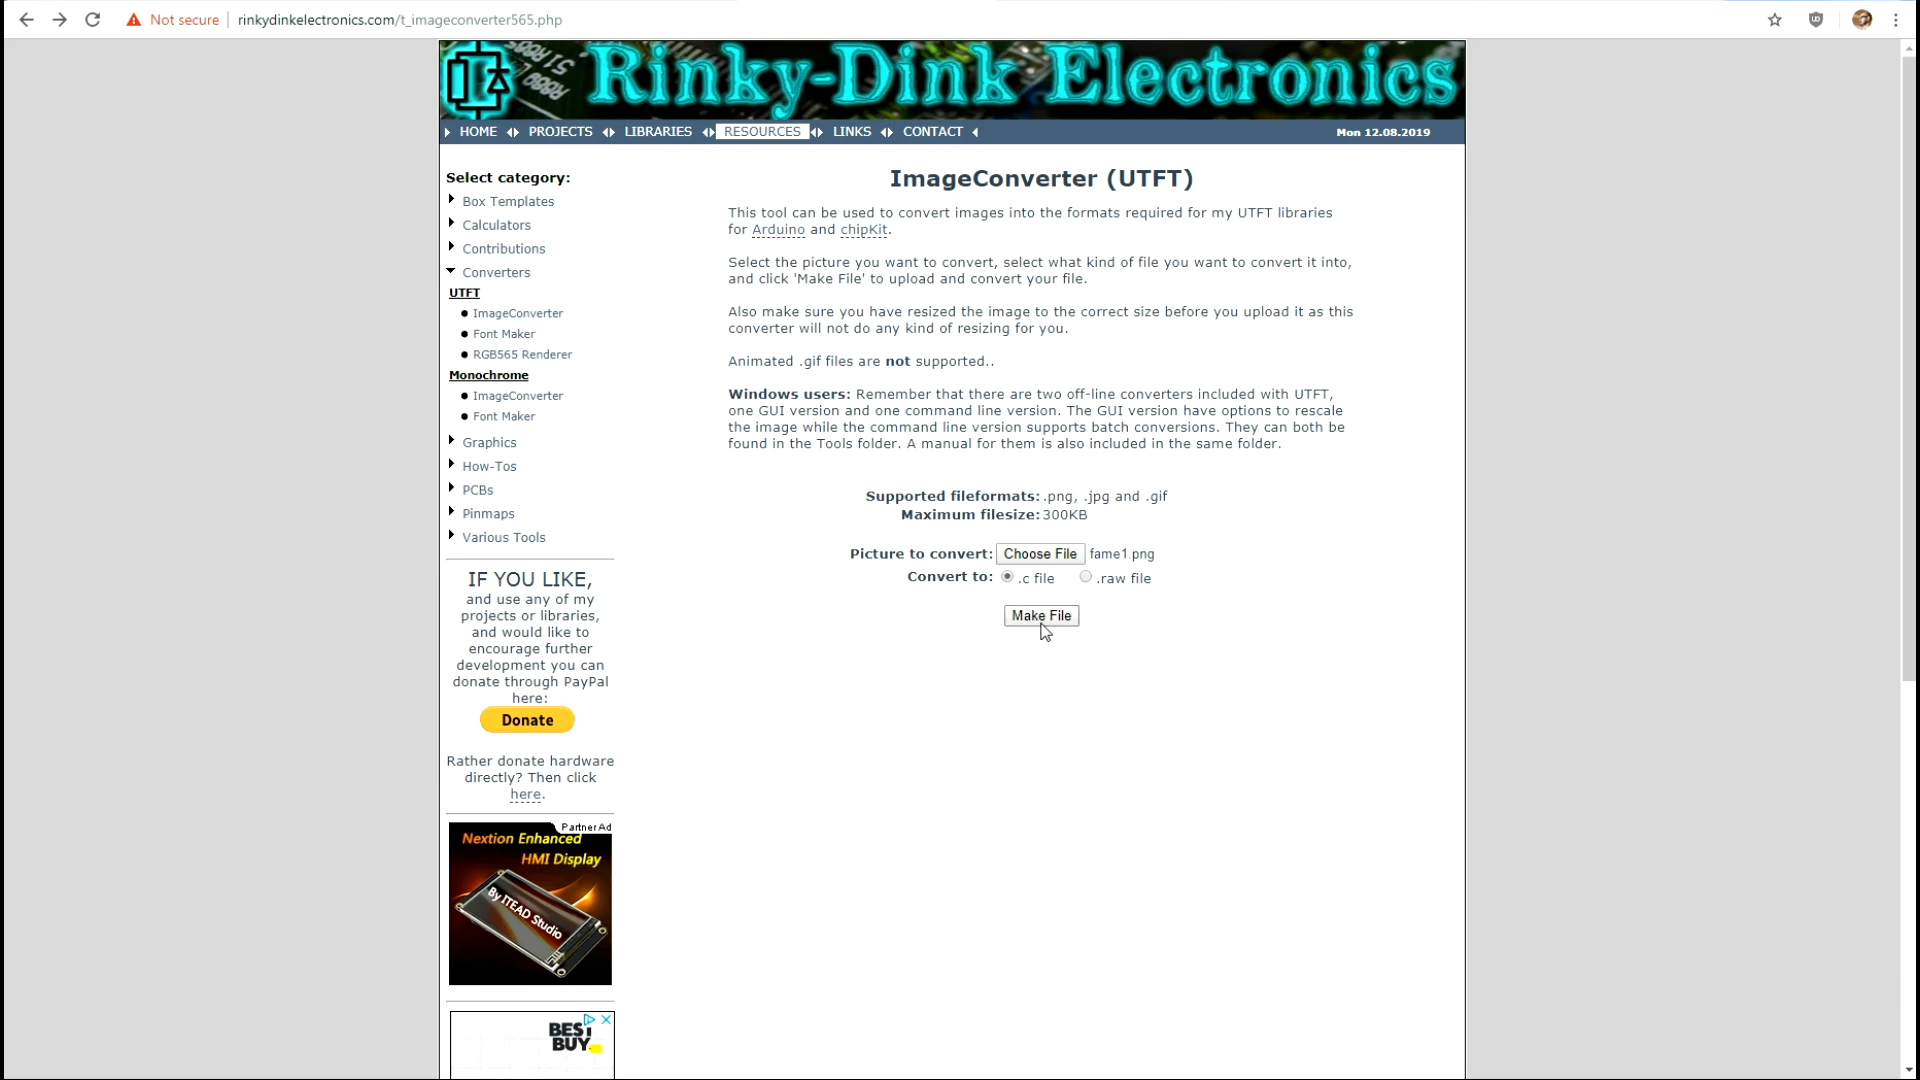 Not secure
rinkydinkelectronics.com/t_imageconverter565.php
51R0
R080
Rinky-Dink Electronics
HOME PROJECTS LIBRARIES RESOURCES LINKS CONTACT
Mon 12.08.2019
Select category:
Box Templates
Calculators
Contributions
Converters
UTFT
ImageConverter
Font Maker
RGB565 Renderer
Monochrome
ImageConverter
Font Maker
Graphics
How-Tos
PCBs
Pinmaps
Various Tools
IF YOU LIKE,
and use any of my
projects or libraries,
and would like to
encourage further
development you can
donate through PayPal
here:
Donate
Rather donate hardware
directly? Then click
here.
Partner Ad
Nextion Enhanced
HMI Display
By ITEAD Studio
BEST
BUY
ImageConverter (UTFT)
This tool can be used to convert images into the formats required for my UTFT libraries
for Arduino and chipKit.
Select the picture you want to convert, select what kind of file you want to convert it into,
and click 'Make File' to upload and convert your file.
Also make sure you have resized the image to the correct size before you upload it as this
converter will not do any kind of resizing for you.
Animated .gif files are not supported..
Windows users: Remember that there are two off-line converters included with UTFT,
one GUI version and one command line version. The GUI version have options to rescale
the image while the command line version supports batch conversions. They can both be
found in the Tools folder. A manual for them is also included in the same folder.
Supported fileformats: .png, .jpg and .gif
Maximum filesize: 300KB
Picture to convert: Choose File fame1.png
Convert to: .c file .raw file
Make File